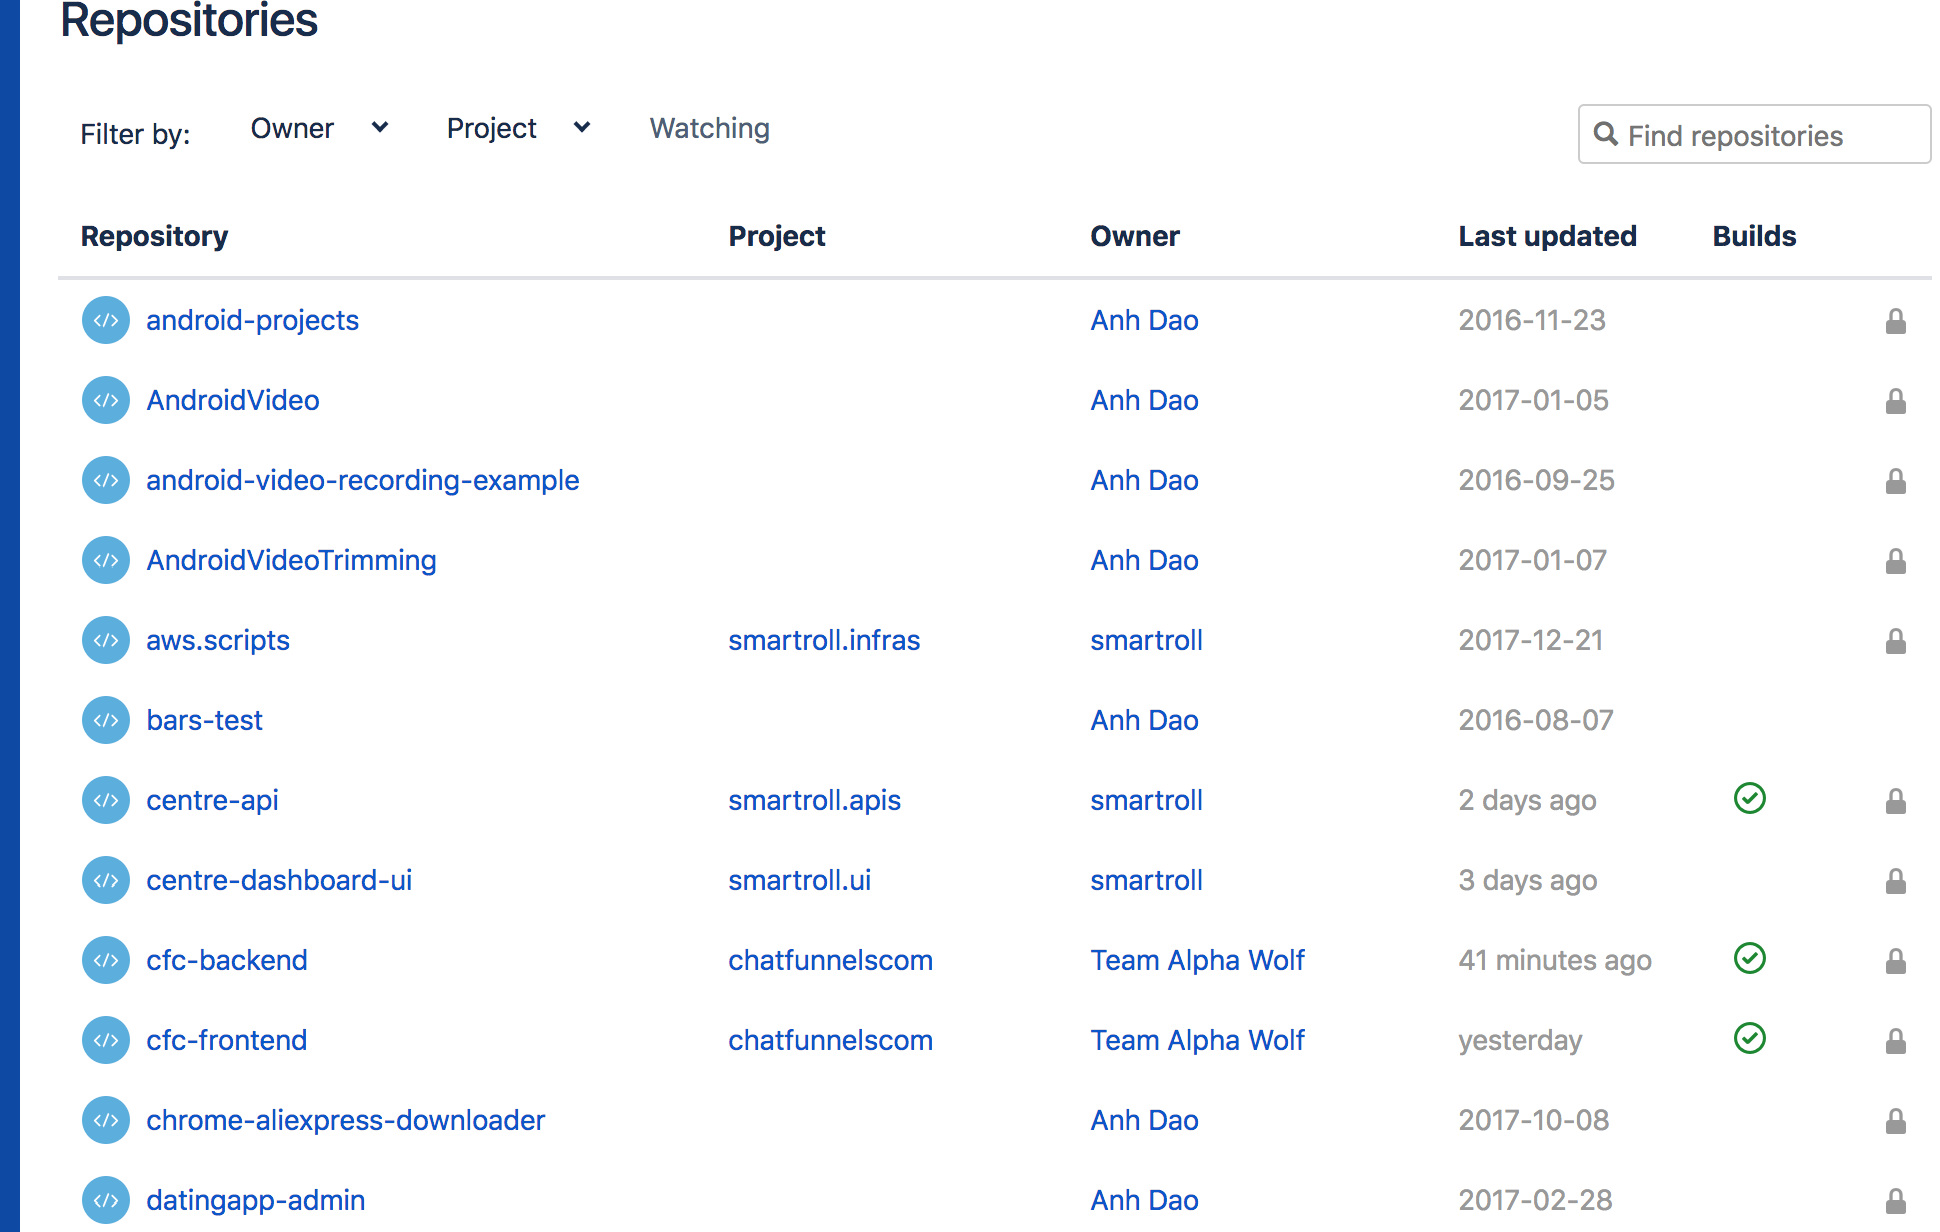 Repositories
Filter by: Owner Project Watching Find repositories
Repository Project Owner Last updated Builds
android-projects Anh Dao 2016-11-23
AndroidVideo Anh Dao 2017-01-05
android-video-recording-example Anh Dao 2016-09-25
AndroidVideoTrimming Anh Dao 2017-01-07
aws.scripts smartroll.infras smartroll 2017-12-21
bars-test Anh Dao 2016-08-07
centre-api smartroll.apis smartroll 2 days ago
centre-dashboard-ui smartroll.ui smartroll 3 days ago
cfc-backend chatfunnelscom Team Alpha Wolf 41 minutes ago
cfc-frontend chatfunnelscom Team Alpha Wolf yesterday
chrome-aliexpress-downloader Anh Dao 2017-10-08
datingapp-admin Anh Dao 2017-02-28